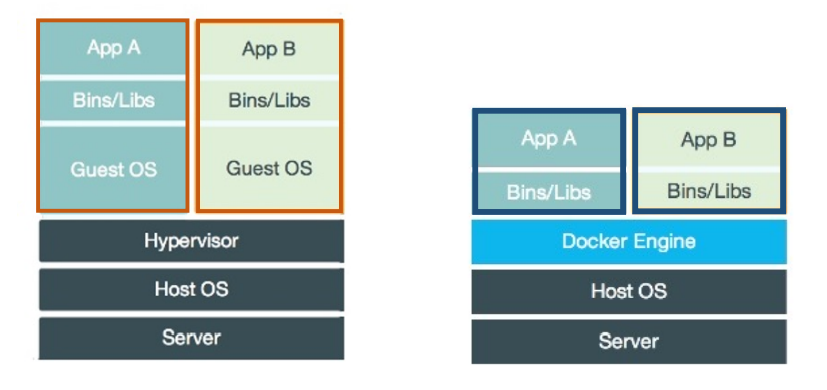 App A
App B
Bins/Libs
Bins/Libs
Guest OS
Guest OS
Hypervisor
Host OS
Server
App A
App B
Bins/Libs
Bins/Libs
Docker Engine
Host OS
Server